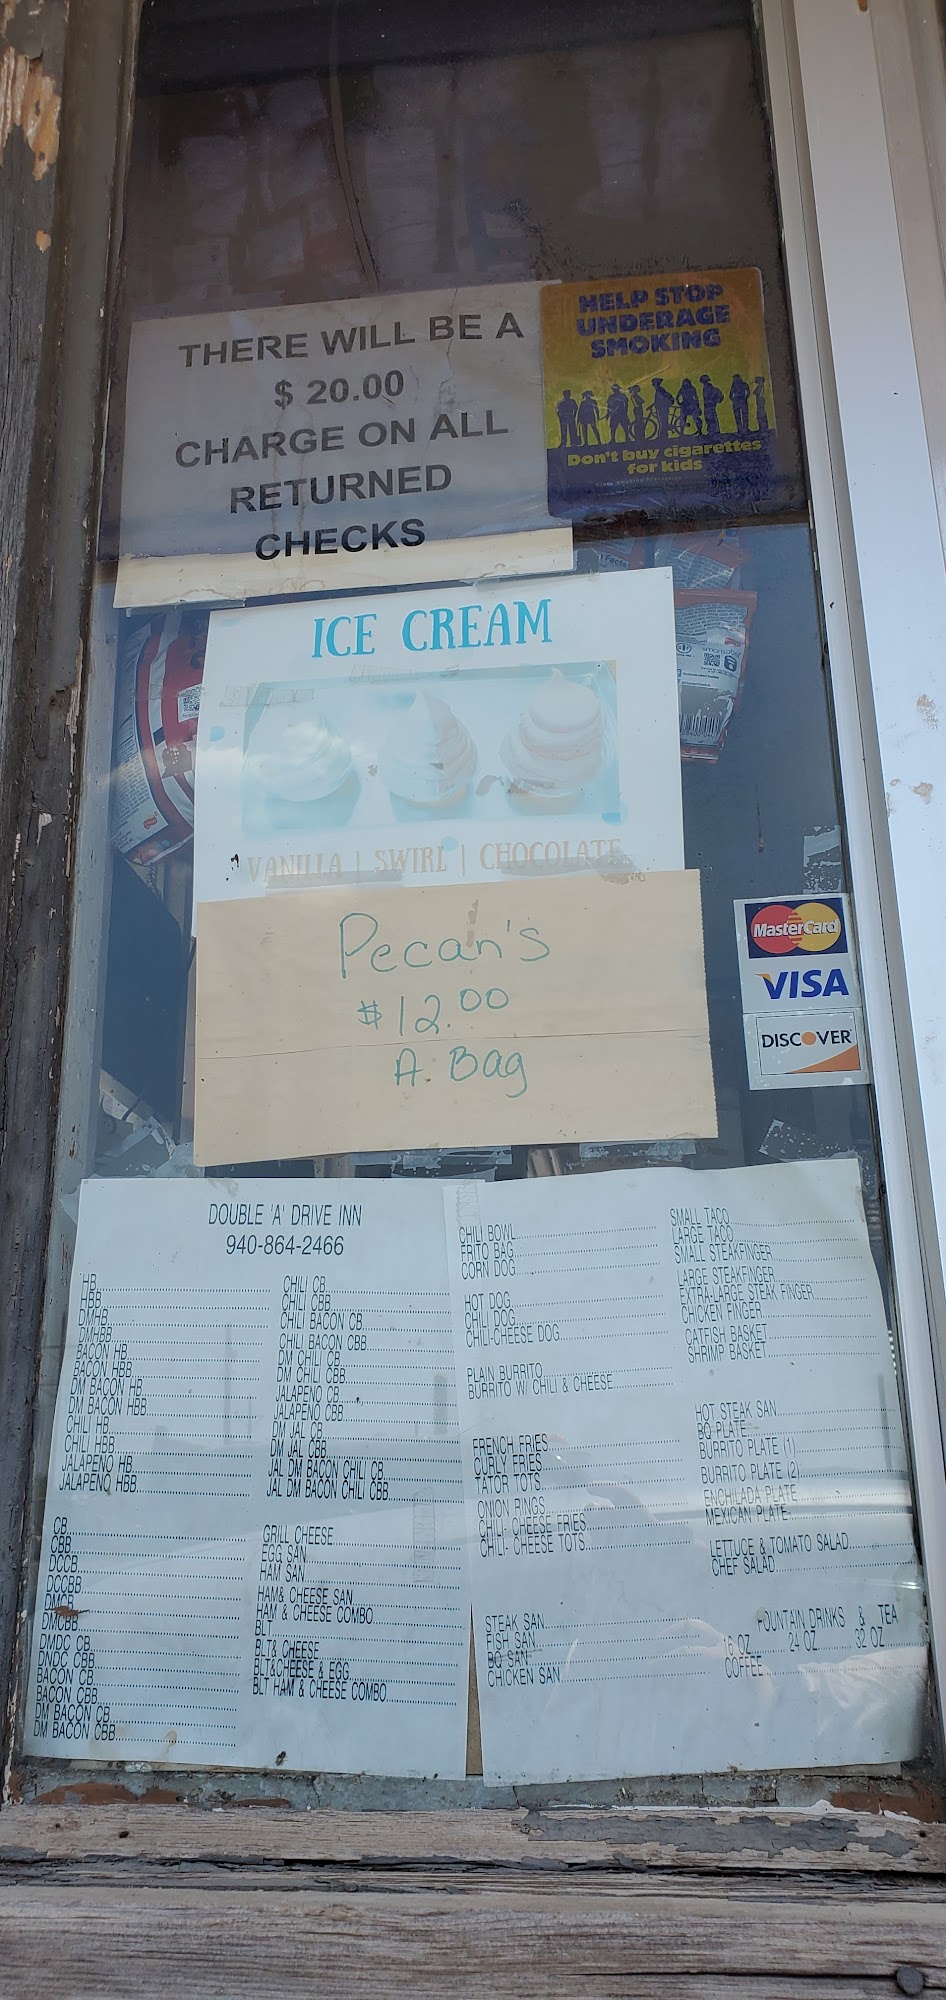 THERE WILL BE A
$ 20.00
CHARGE ON ALL
RETURNED
CHECKS
HELP STOP
UNDERAGE
SMOKING
Don't buy cigarettes
for kids
ICE CREAM
VANILLA | SWIRL | CHOCOLATE
Pecan's
$12.00
A Bag
MasterCard
VISA
DISCOVER
DOUBLE 'A' DRIVE INN
940-864-2466
HB
HBB
DMHB
DMHBB
BACON HB
BACON HBB
DM BACON HB
DM BACON HBB
CHILI HB
CHILI HBB
JALAPENO HB
JALAPENO HBB
CB
CBB
DCCB
DCCBB
DMCB
DMCBB
DMDC CB
DNDC CBB
BACON CB
BACON CBB
DM BACON CB
DM BACON CBB
CHILI CB
CHILI CBB
CHILI BACON CB
CHILI BACON CBB
DM CHILI CB
DM CHILI CBB
JALAPENO CB
JALAPENO CBB
DM JAL CB
DM JAL CBB
JAL DM BACON CHILI CB
JAL DM BACON CHILI CBB
GRILL CHEESE
EGG SAN
HAM SAN
HAM& CHEESE SAN
HAM & CHEESE COMBO
BLT
BLT& CHEESE
BLT&CHEESE & EGG
BLT HAM & CHEESE COMBO
CHILI BOWL
FRITO BAG
CORN DOG
HOT DOG
CHILI DOG
CHILI-CHEESE DOG
PLAIN BURRITO
BURRITO W/ CHILI & CHEESE
FRENCH FRIES
CURLY FRIES
TATOR TOTS
ONION RINGS
CHILI- CHEESE FRIES
CHILI- CHEESE TOTS
STEAK SAN
FISH SAN
BQ SAN
CHICKEN SAN
SMALL TACO
LARGE TACO
SMALL STEAKFINGER
LARGE STEAKFINGER
EXTRA-LARGE STEAK FINGER
CHICKEN FINGER
CATFISH BASKET
SHRIMP BASKET
HOT STEAK SAN
BQ PLATE
BURRITO PLATE (1)
BURRITO PLATE (2)
ENCHILADA PLATE
MEXICAN PLATE
LETTUCE & TOMATO SALAD
CHEF SALAD
FOUNTAIN DRINKS & TEA
16 OZ 24 OZ 32 OZ
COFFEE